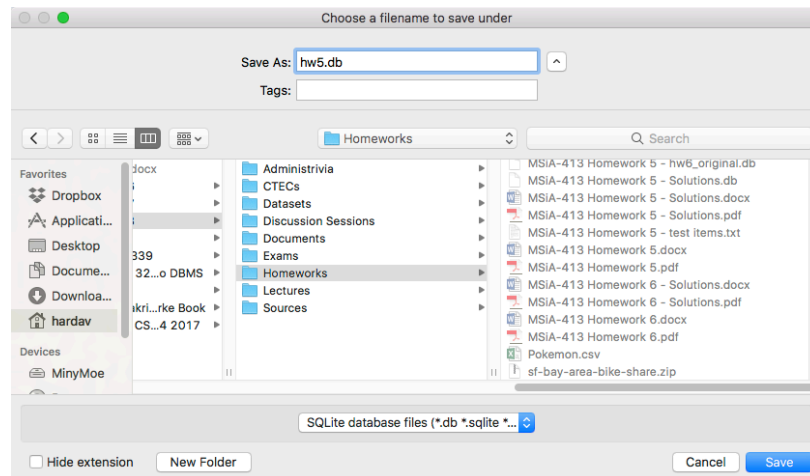 Choose a filename to save under
Save As: hw5.db
Tags:
Homeworks
Search
Favorites
Dropbox
Applicati...
Desktop
Docume...
Downloa...
hardav
Devices
MinyMoe
docx
339
32...o DBMS
akri...rke Book
CS...4 2017
Administrivia
CTECs
Datasets
Discussion Sessions
Documents
Exams
Homeworks
Lectures
Sources
MSiA-413 Homework 5 - hw6_original.db
MSiA-413 Homework 5 - Solutions.db
MSiA-413 Homework 5 - Solutions.docx
MSiA-413 Homework 5 - Solutions.pdf
MSiA-413 Homework 5 - test items.txt
MSiA-413 Homework 5.docx
MSiA-413 Homework 5.pdf
MSiA-413 Homework 6 - Solutions.docx
MSiA-413 Homework 6 - Solutions.pdf
MSiA-413 Homework 6.docx
MSiA-413 Homework 6.pdf
Pokemon.csv
sf-bay-area-bike-share.zip
SQLite database files (*.db *.sqlite *...
Hide extension
New Folder
Cancel
Save